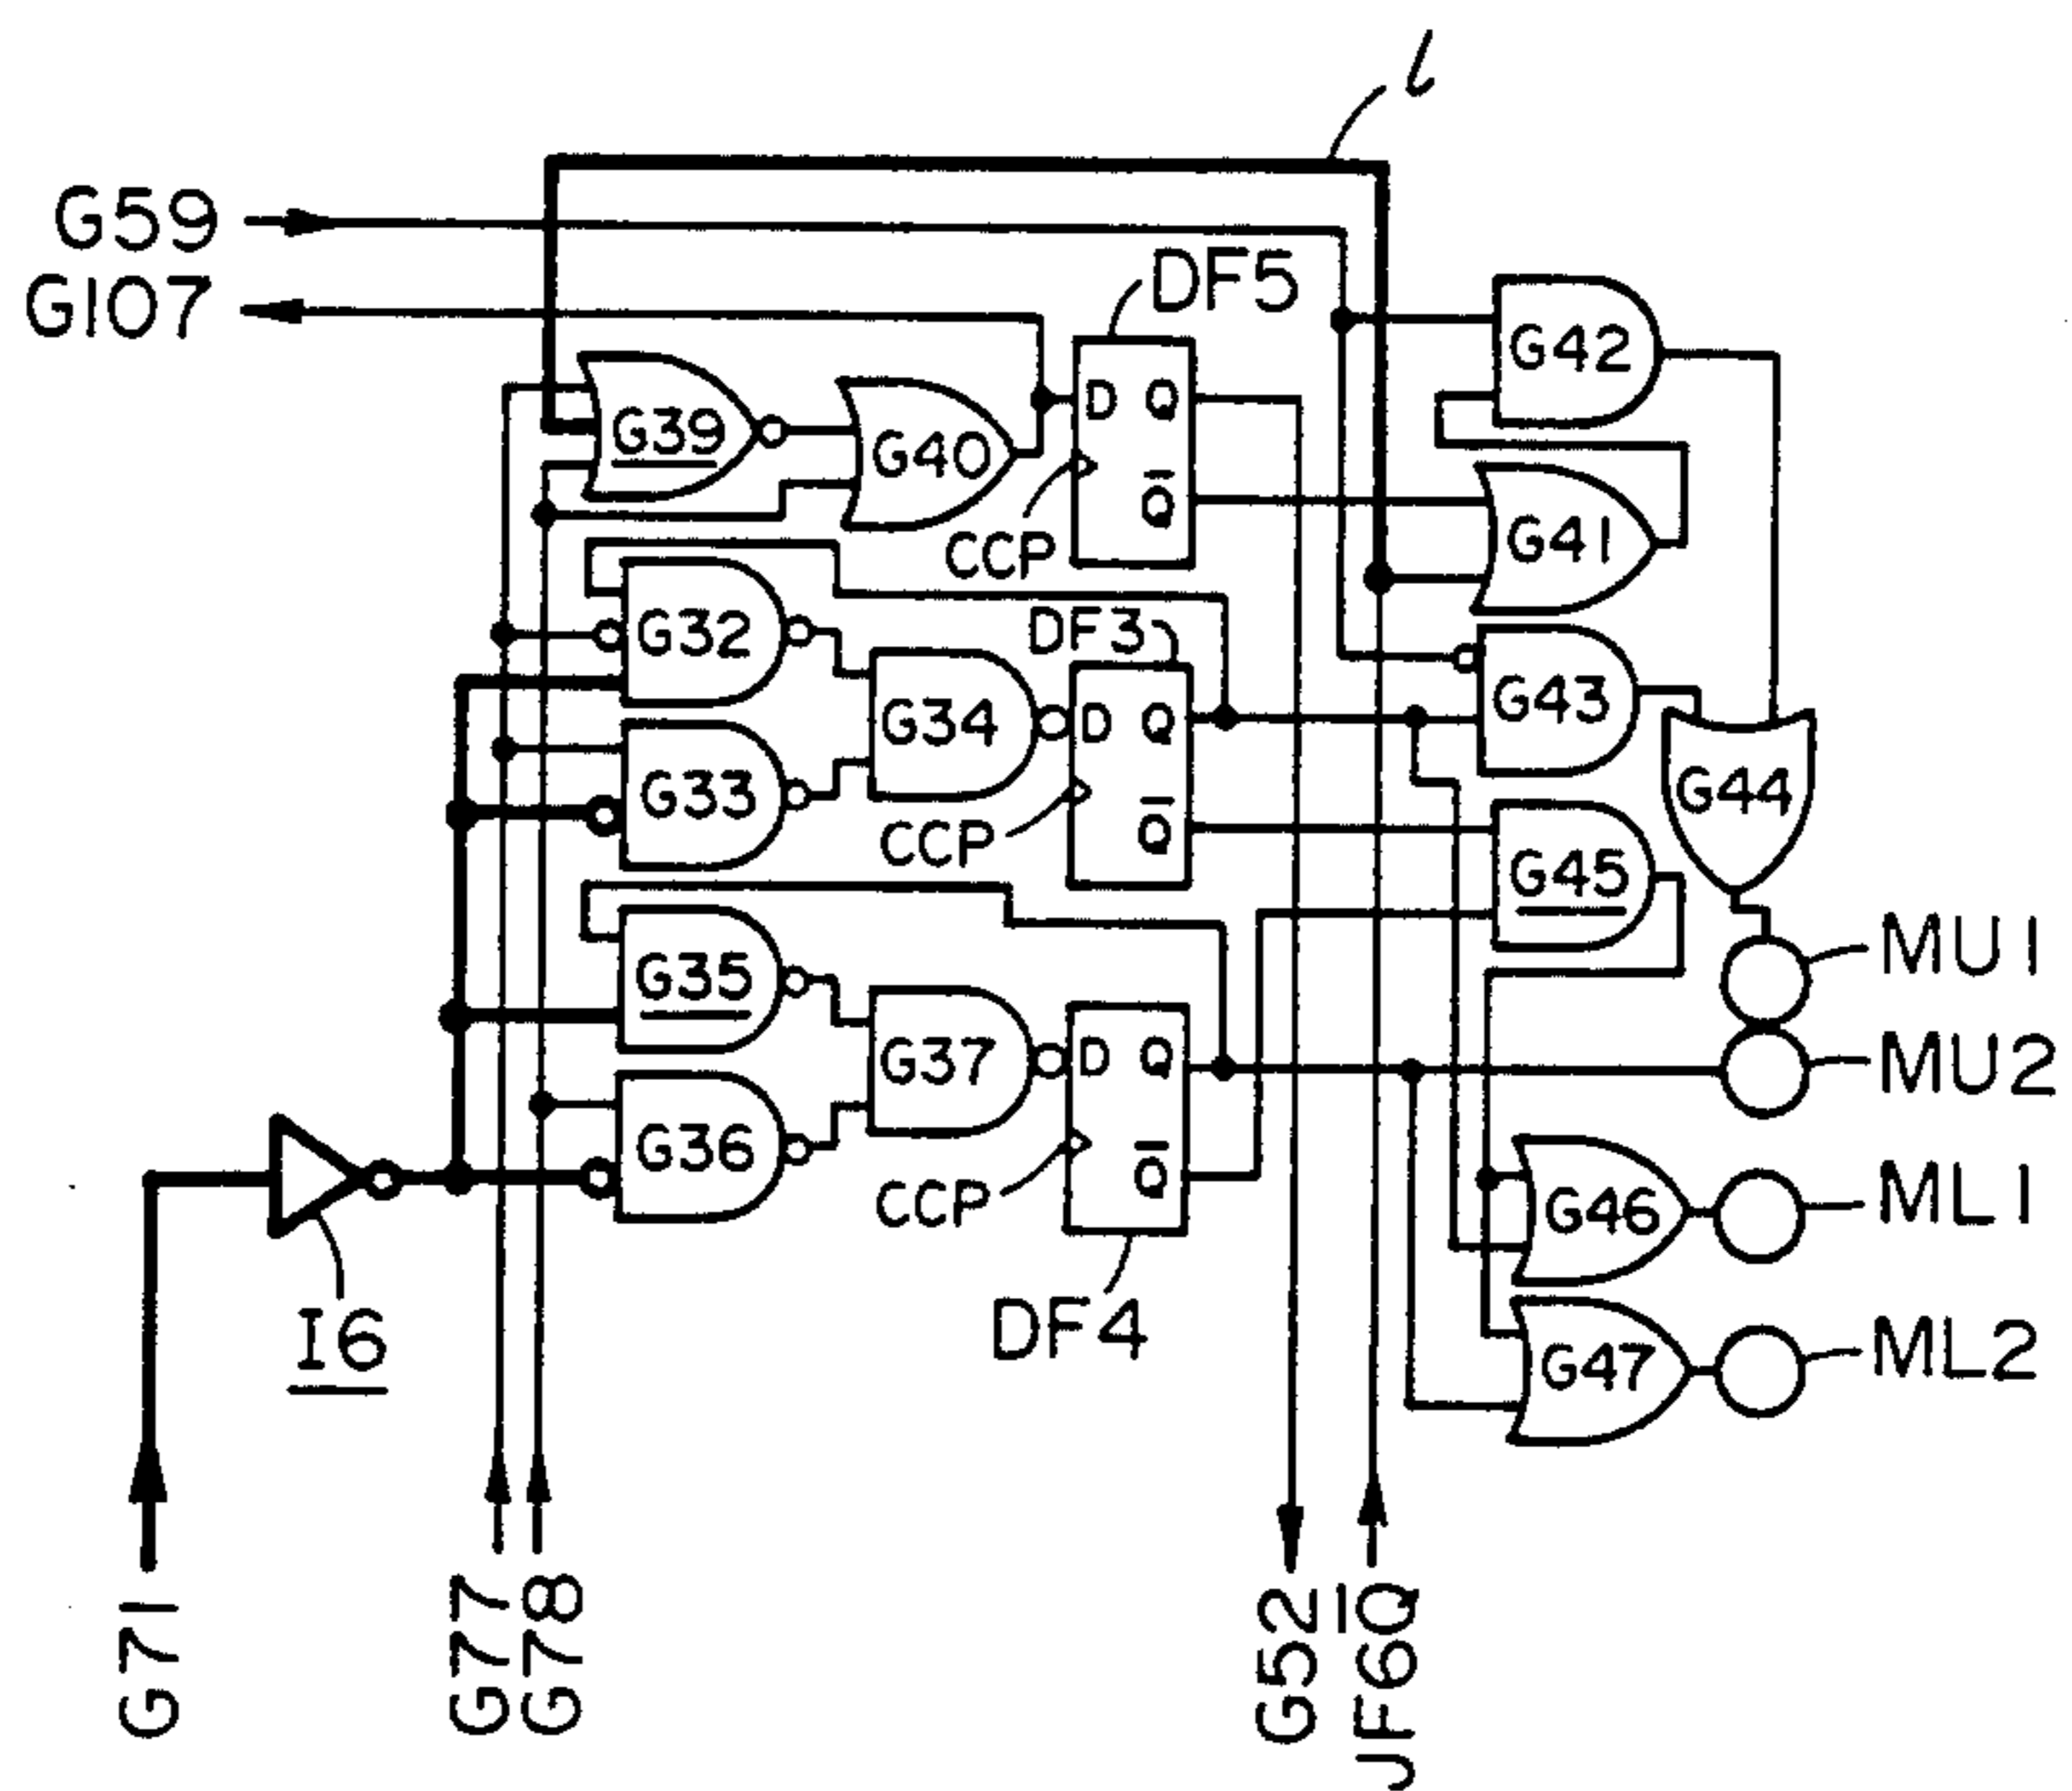 l
G59
G107
DF5
D Q
G42
G39
G40
Q̅
G41
CCP
DF3
G32
G43
D Q
G34
G33
G44
CCP
Q̅
G45
MU1
G35
MU2
D Q
G37
G36
ML1
CCP
Q̅
G46
I6
DF4
G47
ML2
G71
G77
G78
G52
JF6Q̅